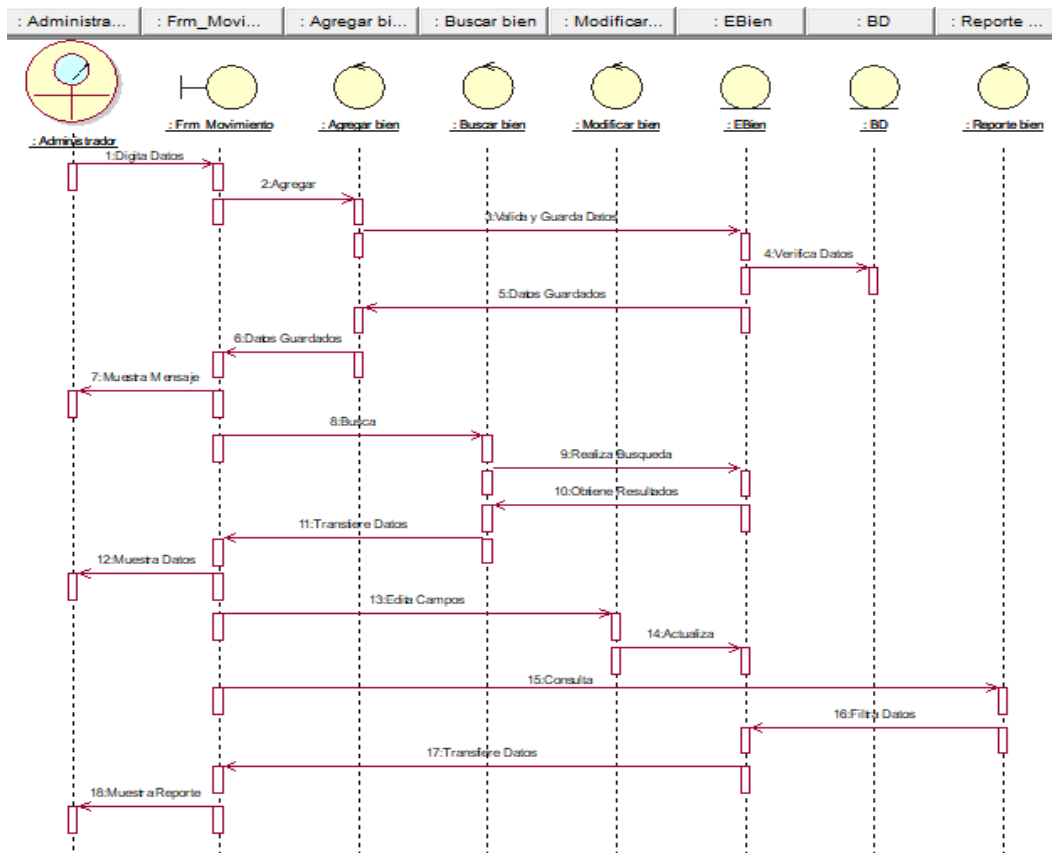 : Administra...
: Frm_Movi...
: Agregar bi...
: Buscar bien
: Modificar...
: EBien
: BD
: Reporte ...
: Administrador
: Frm Movimiento
: Agregar bien
: Buscar bien
: Modificar bien
: EBien
: BD
: Reporte bien
1:Digita Datos
2:Agregar
3:Valida y Guarda Datos
4:Verifica Datos
5:Datos Guardados
6:Datos Guardados
7:Muestra Mensaje
8:Busca
9:Realiza Busqueda
10:Obtiene Resultados
11:Transfiere Datos
12:Muestra Datos
13:Edita Campos
14:Actualiza
15:Consulta
16:Filtra Datos
17:Transfiere Datos
18:Muestra Reporte